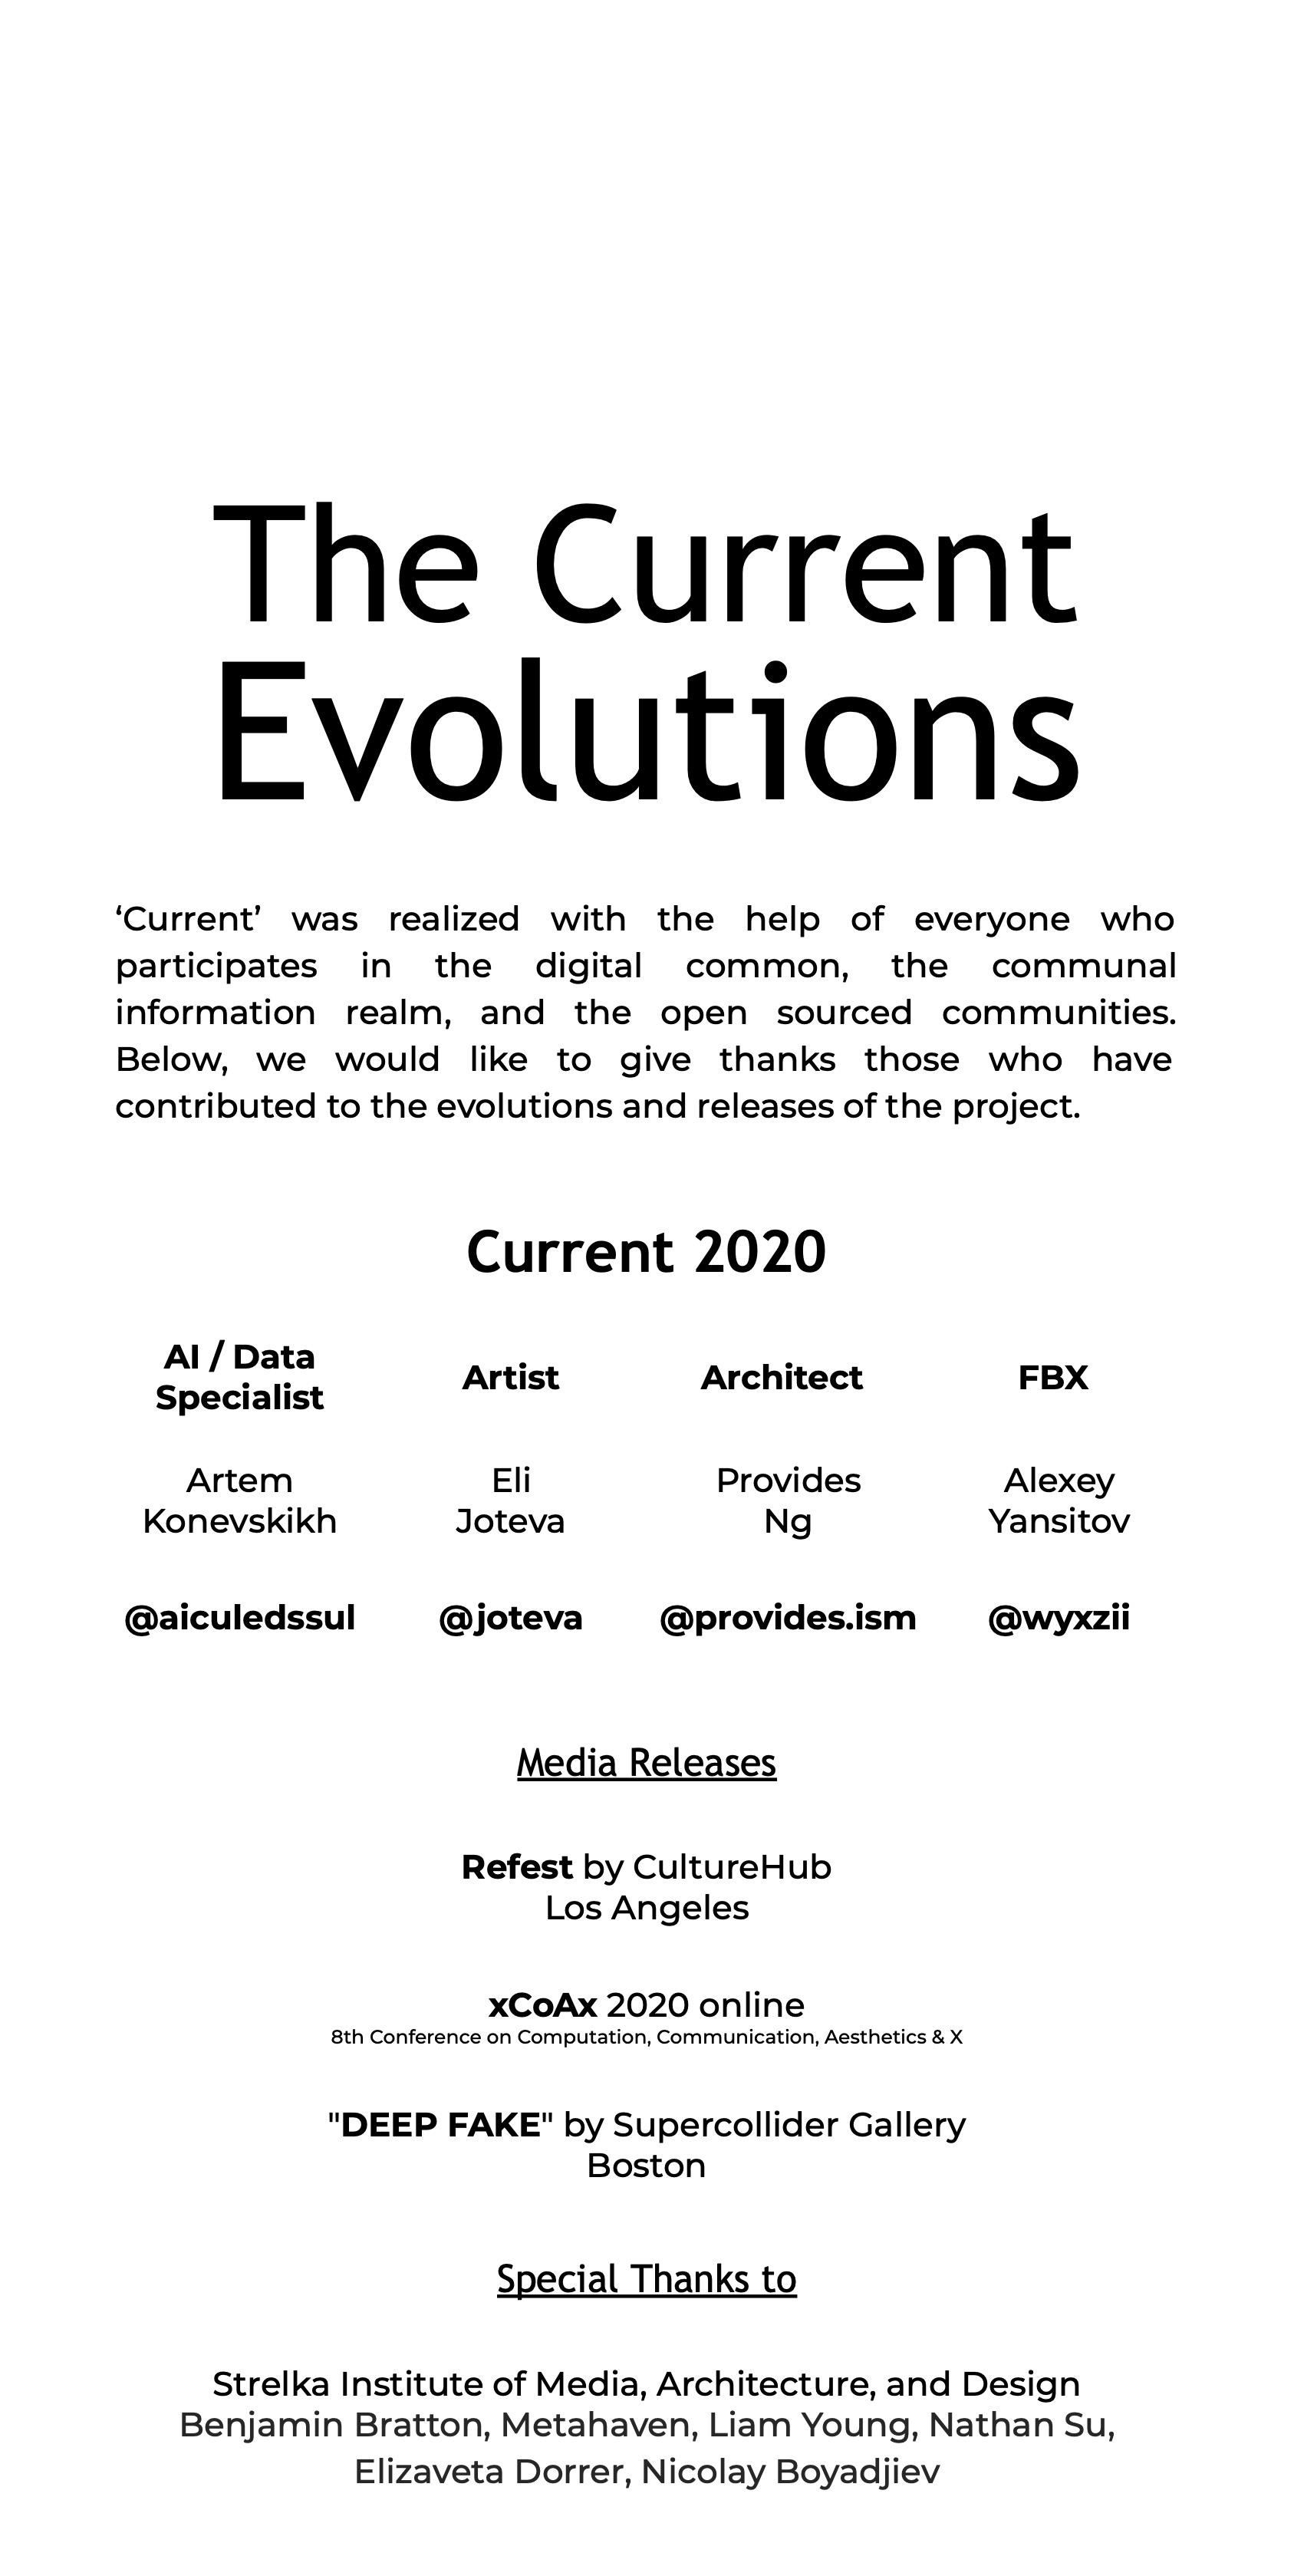 The Current
Evolutions
‘Current’ was realized with the help of everyone who
participates in the digital common, the communal
information realm, and the open sourced communities.
Below, we would like to give thanks those who have
contributed to the evolutions and releases of the project.
Current 2020
AI / Data
Specialist
Artist
Architect
FBX
Artem
Konevskikh
Eli
Joteva
Provides
Ng
Alexey
Yansitov
@aiculedssul
@joteva
@provides.ism
@wyxzii
Media Releases
Refest by CultureHub
Los Angeles
xCoAx 2020 online
8th Conference on Computation, Communication, Aesthetics & X
"DEEP FAKE" by Supercollider Gallery
Boston
Special Thanks to
Strelka Institute of Media, Architecture, and Design
Benjamin Bratton, Metahaven, Liam Young, Nathan Su,
Elizaveta Dorrer, Nicolay Boyadjiev